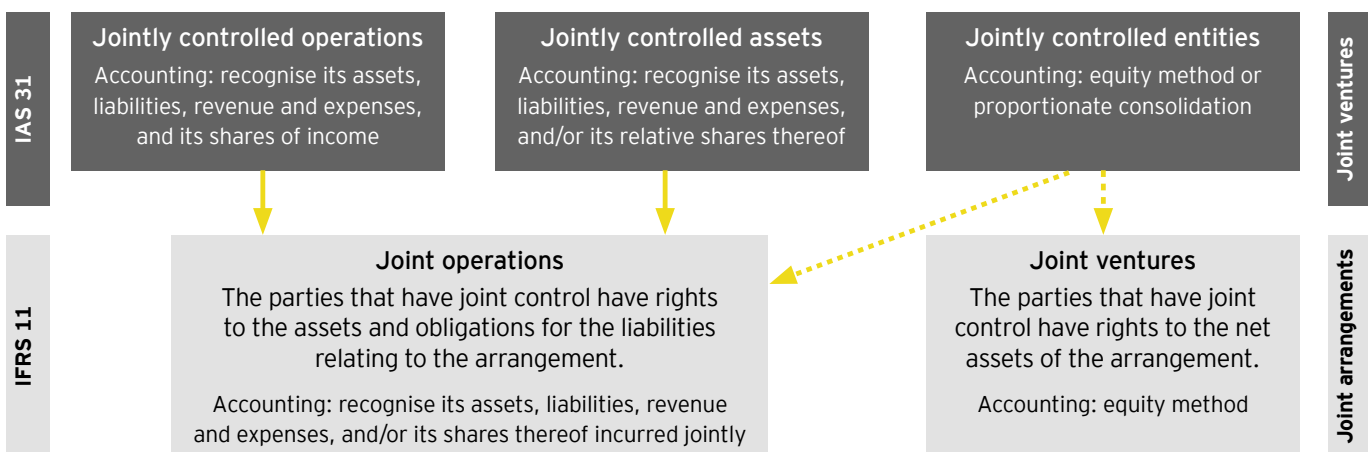 IAS 31
Jointly controlled operations
Accounting: recognise its assets,
liabilities, revenue and expenses,
and its shares of income
Jointly controlled assets
Accounting: recognise its assets,
liabilities, revenue and expenses,
and/or its relative shares thereof
Jointly controlled entities
Accounting: equity method or
proportionate consolidation
Joint ventures
IFRS 11
Joint operations
The parties that have joint control have rights
to the assets and obligations for the liabilities
relating to the arrangement.
Accounting: recognise its assets, liabilities, revenue
and expenses, and/or its shares thereof incurred jointly
Joint ventures
The parties that have joint
control have rights to the net
assets of the arrangement.
Accounting: equity method
Joint arrangements